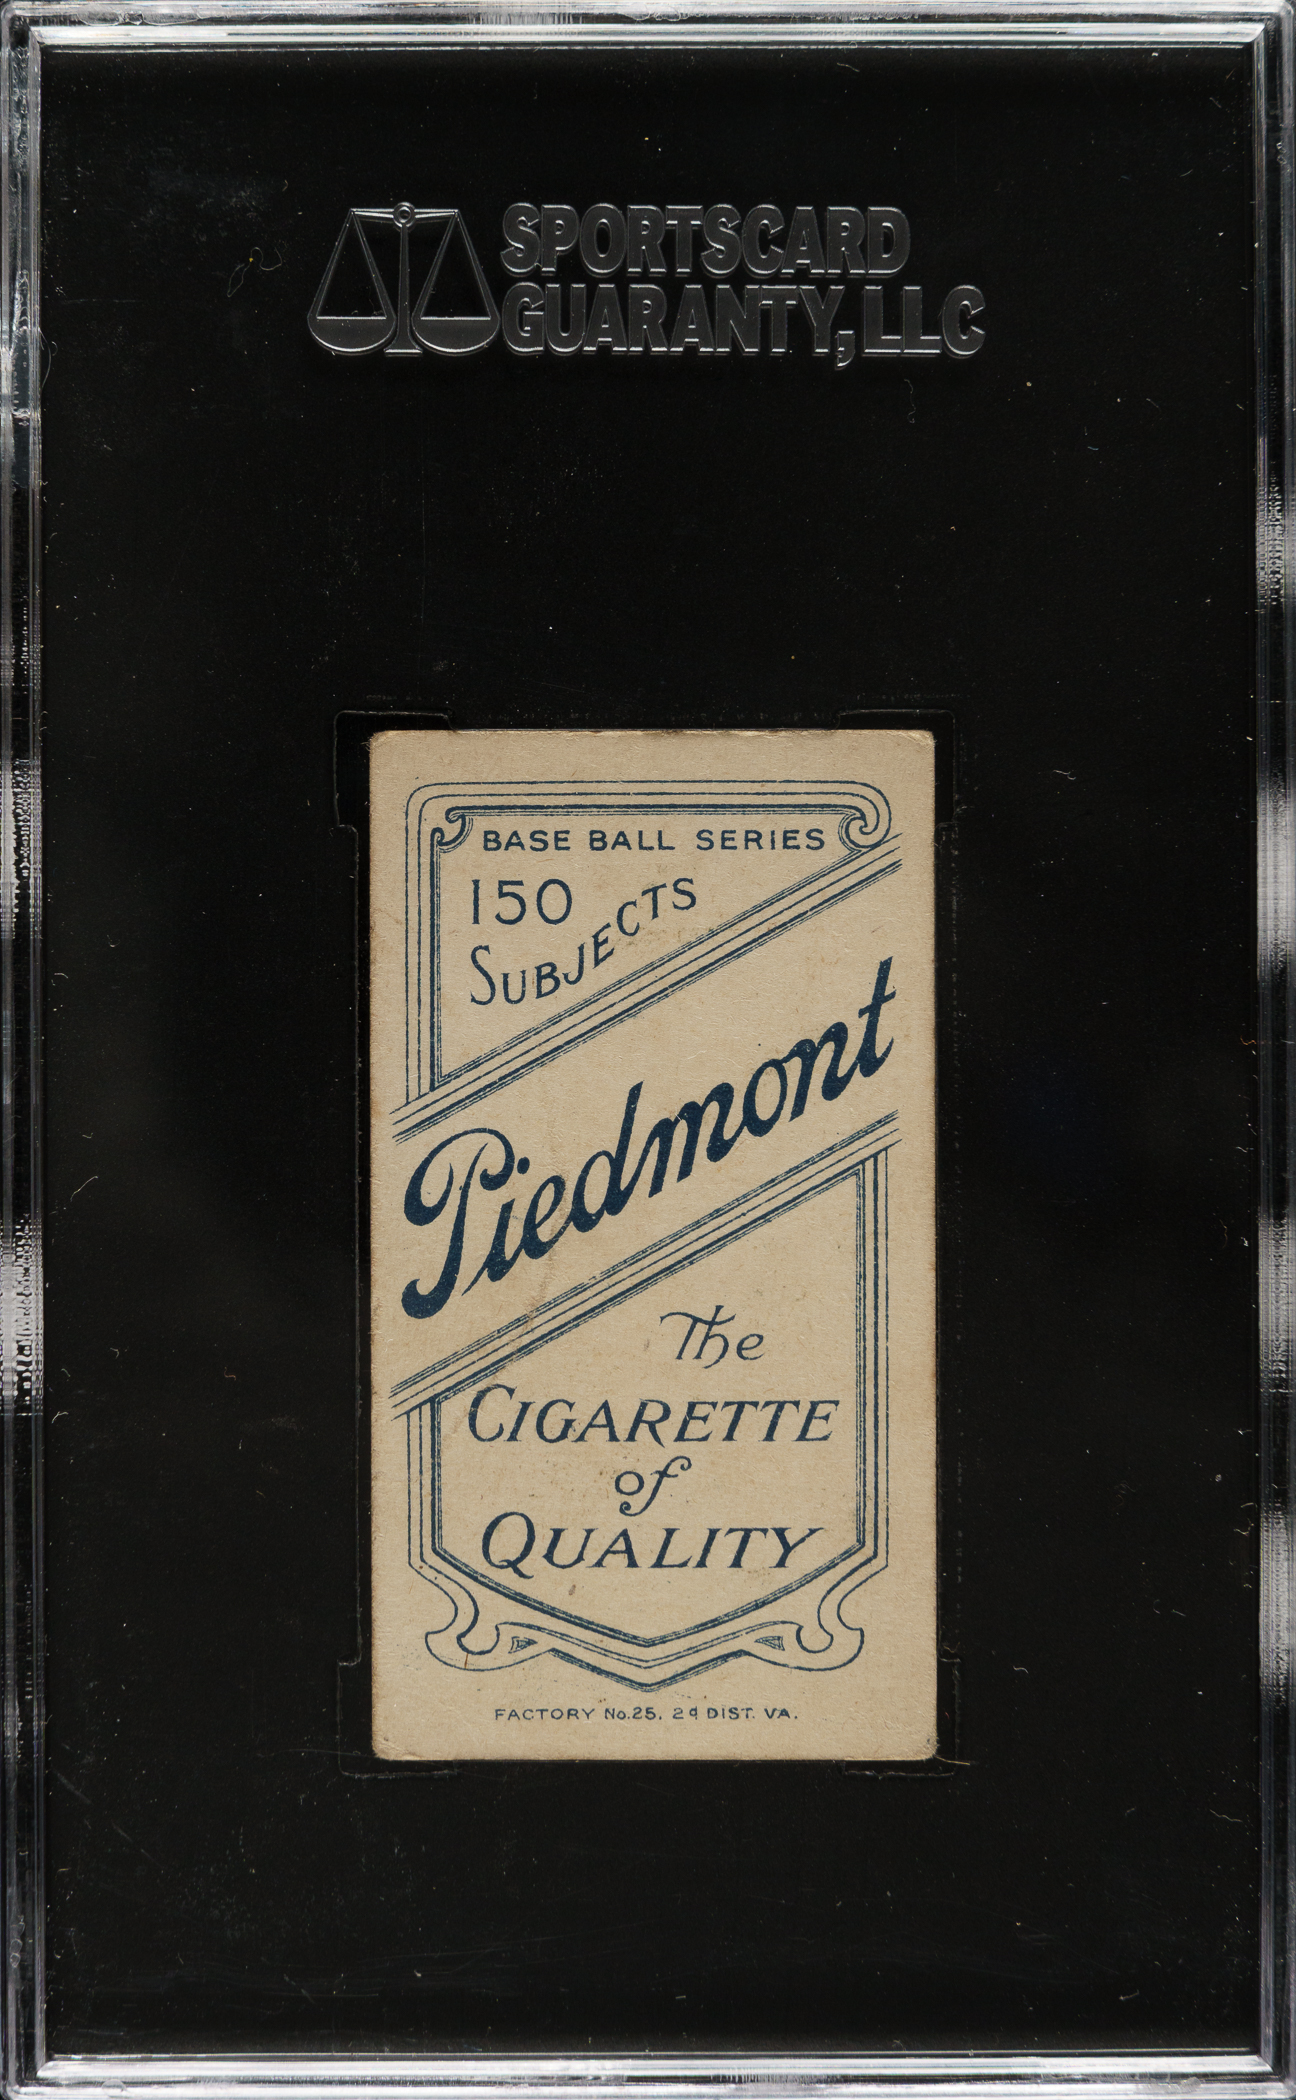 SPORTSCARD
GUARANTY, LLC
BASE BALL SERIES
150
SUBJECTS
Piedmont
The
CIGARETTE
of
QUALITY
FACTORY No. 25, 2d DIST. VA.